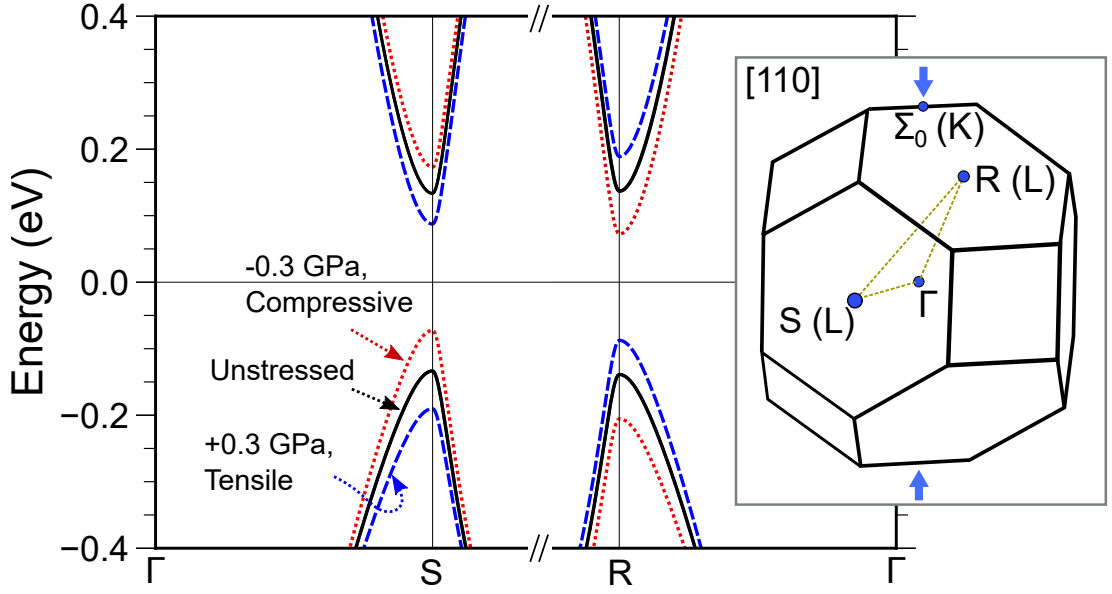 0.4
0.2
0.0
−0.2
−0.4
Energy (eV)
Γ
S
R
Γ
//
//
-0.3 GPa,
Compressive
Unstressed
+0.3 GPa,
Tensile
[110]
Σ0 (K)
R (L)
Γ
S (L)